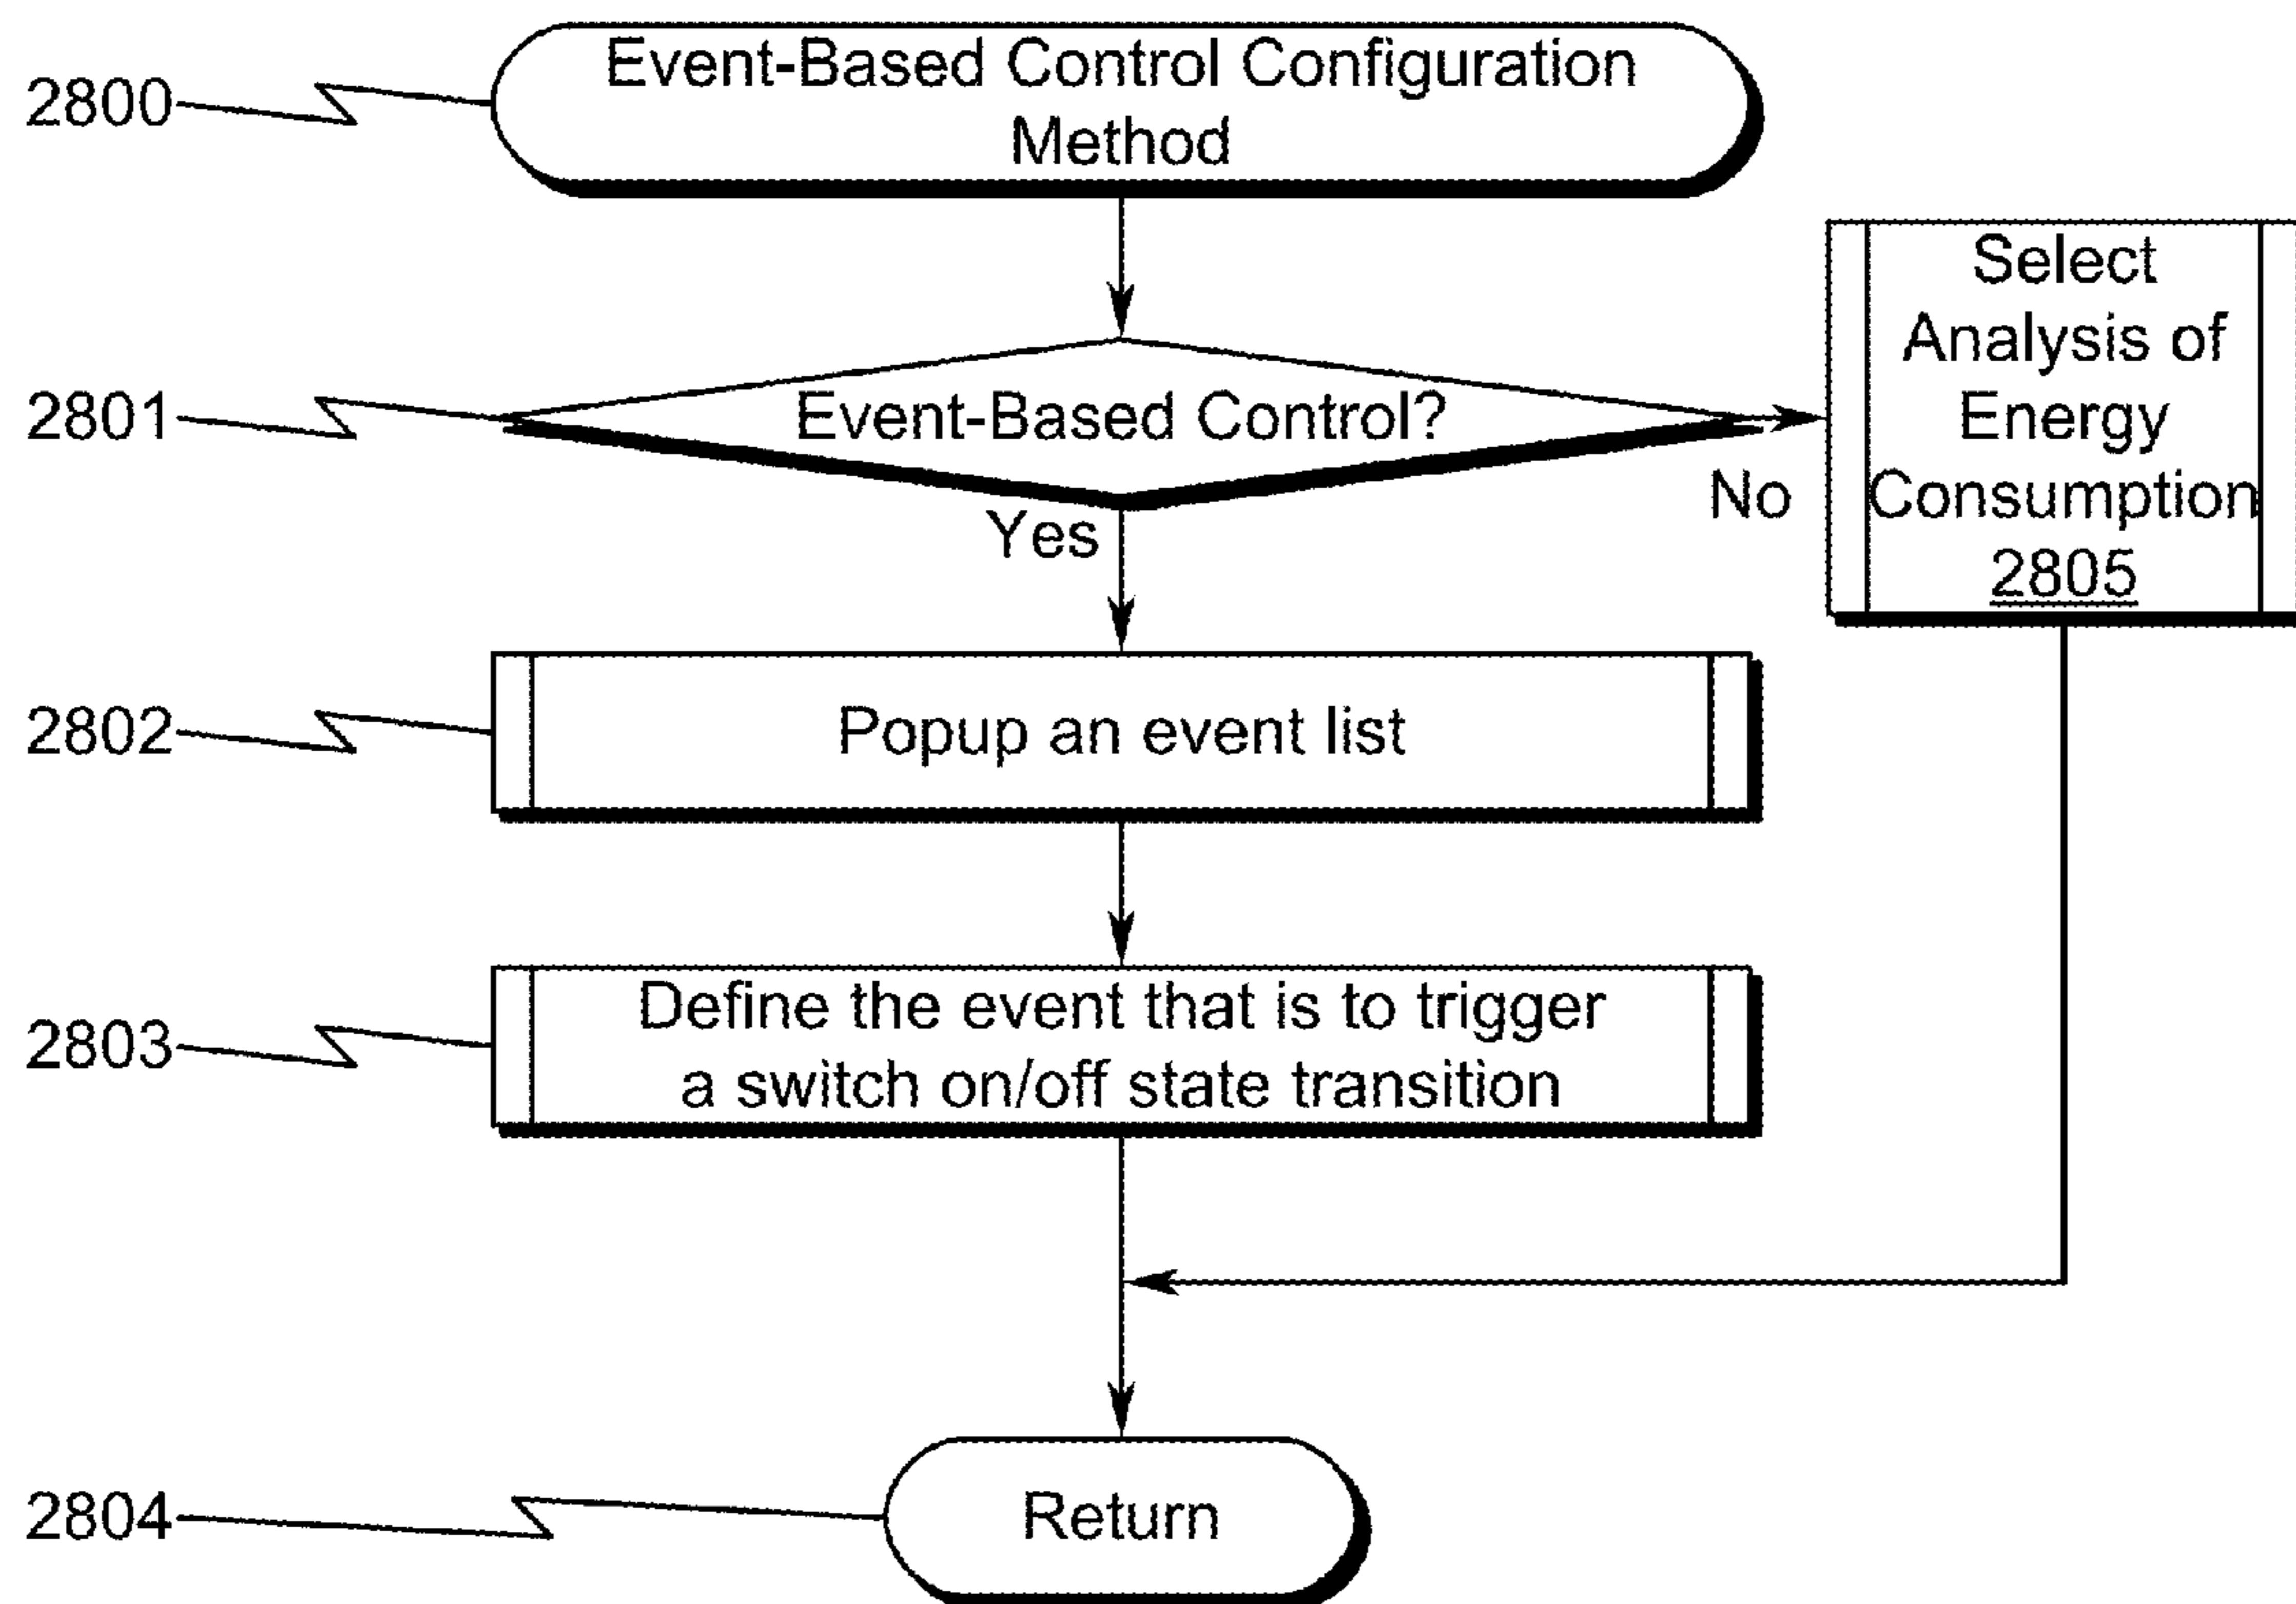 2800
Event-Based Control Configuration
Method
2801
Event-Based Control?
No
Yes
Select
Analysis of
Energy
Consumption
2805
2802
Popup an event list
2803
Define the event that is to trigger
a switch on/off state transition
2804
Return